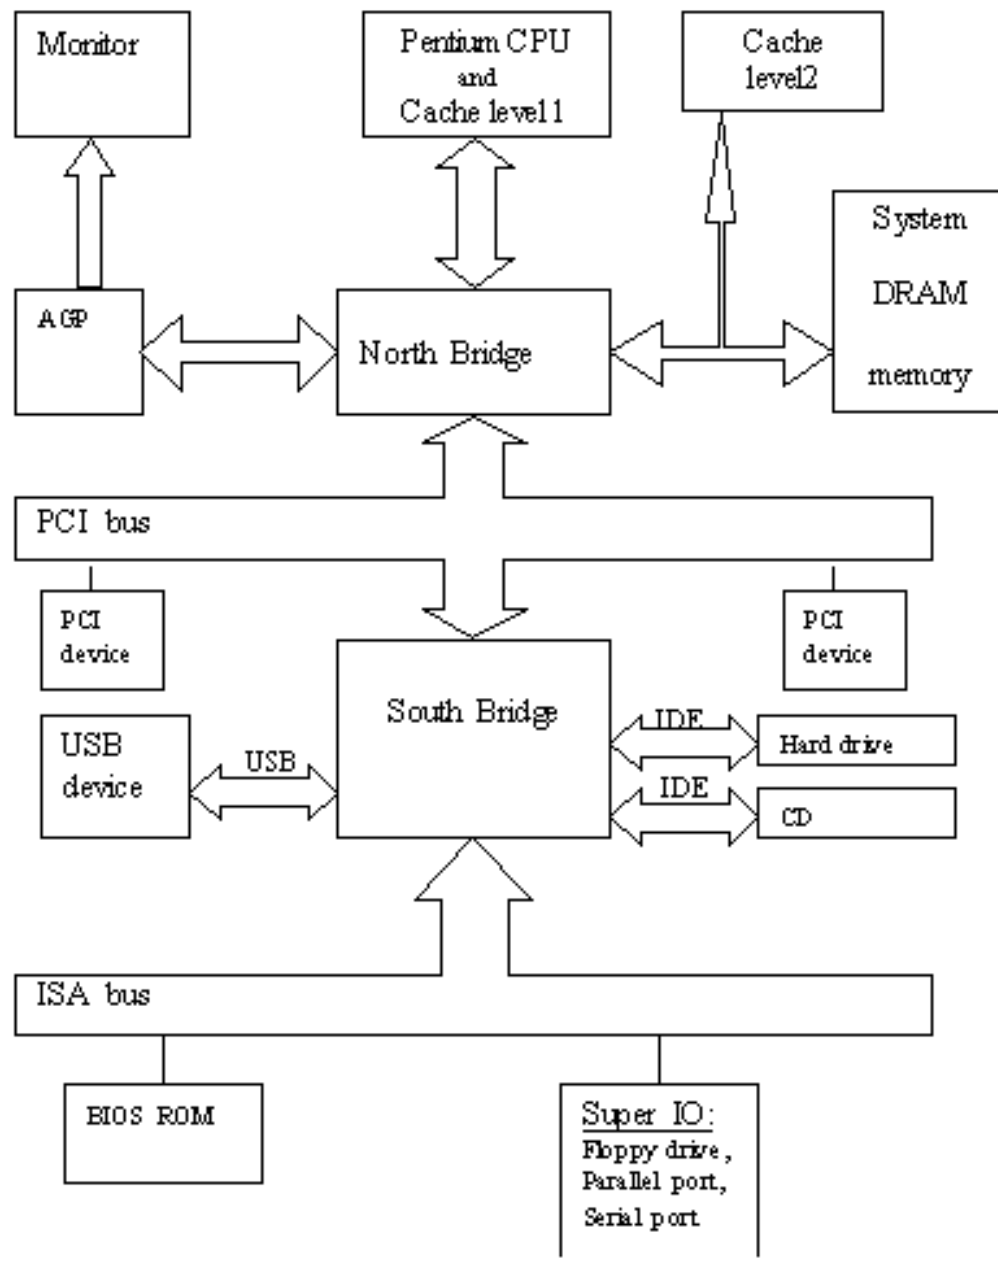 Monitor
Pentium CPU
and
Cache level1
Cache
level2
System
DRAM
memory
AGP
North Bridge
PCI bus
PCI
device
PCI
device
South Bridge
USB
device
USB
IDE
Hard drive
IDE
CD
ISA bus
BIOS ROM
Super IO:
Floppy drive,
Parallel port,
Serial port